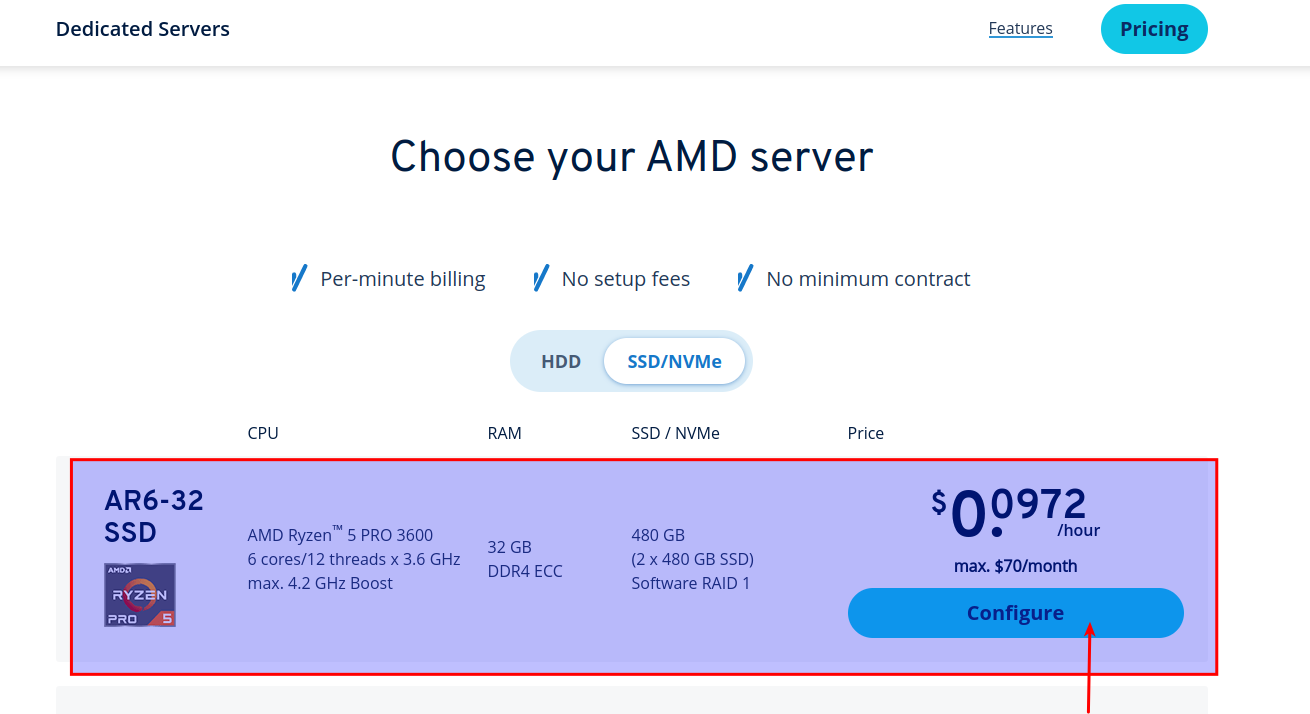 Dedicated Servers
Features
Pricing
Choose your AMD server
Per-minute billing
No setup fees
No minimum contract
HDD
SSD/NVMe
CPU
RAM
SSD / NVMe
Price
AR6-32
SSD
AMD
RYZEN
PRO 5
AMD Ryzen™ 5 PRO 3600
6 cores/12 threads x 3.6 GHz
max. 4.2 GHz Boost
32 GB
DDR4 ECC
480 GB
(2 x 480 GB SSD)
Software RAID 1
$0.0972
/hour
max. $70/month
Configure